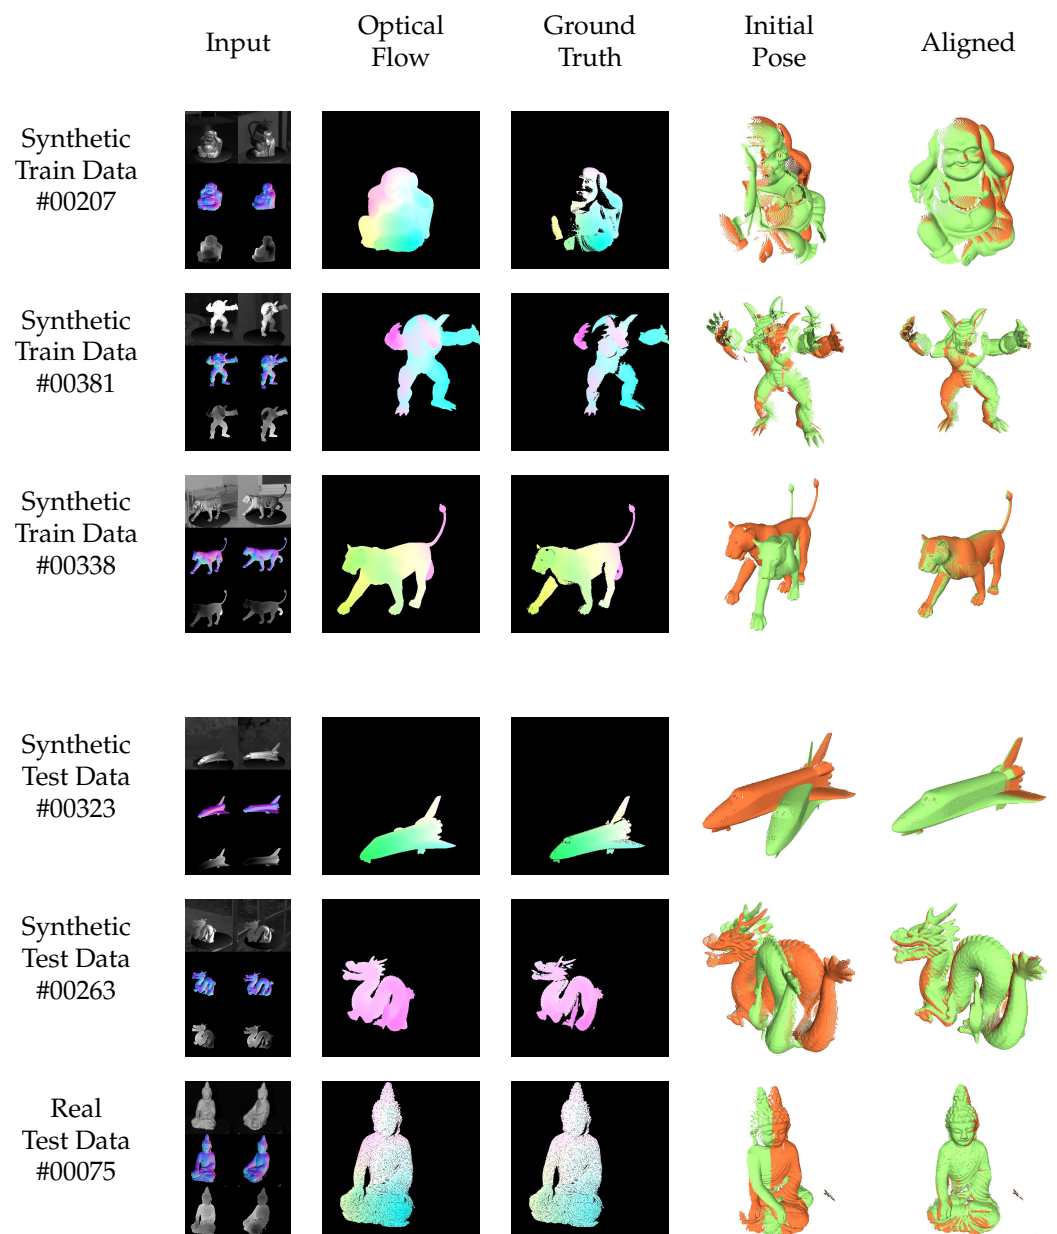 Input
Optical
Flow
Ground
Truth
Initial
Pose
Aligned
Synthetic
Train Data
#00207
Synthetic
Train Data
#00381
Synthetic
Train Data
#00338
Synthetic
Test Data
#00323
Synthetic
Test Data
#00263
Real
Test Data
#00075